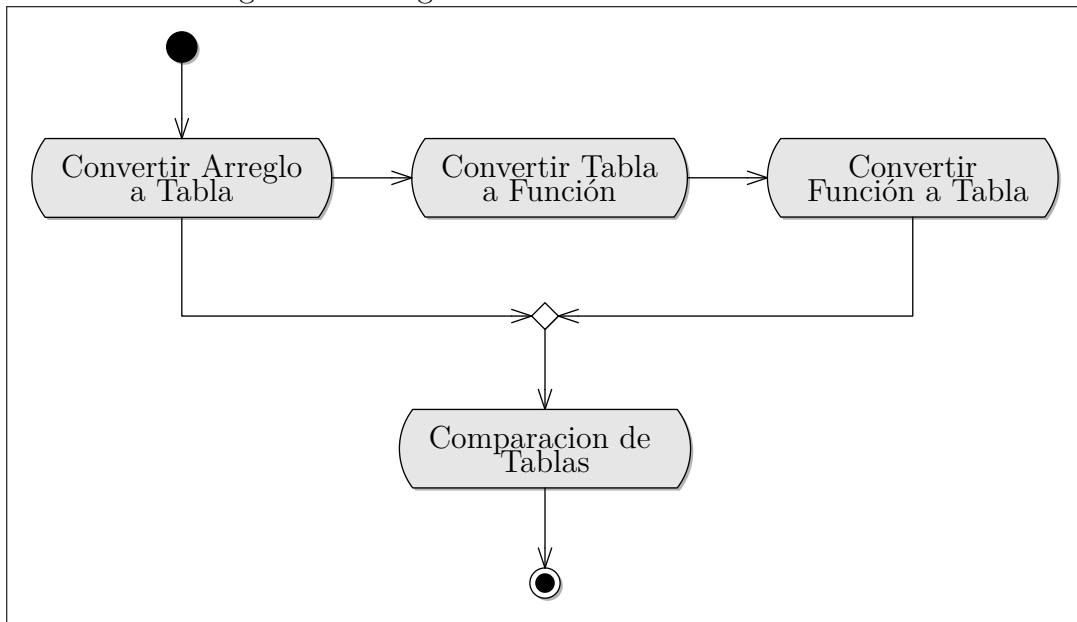 Convertir Arreglo
a Tabla
Convertir Tabla
a Función
Convertir
Función a Tabla
Comparacion de
Tablas